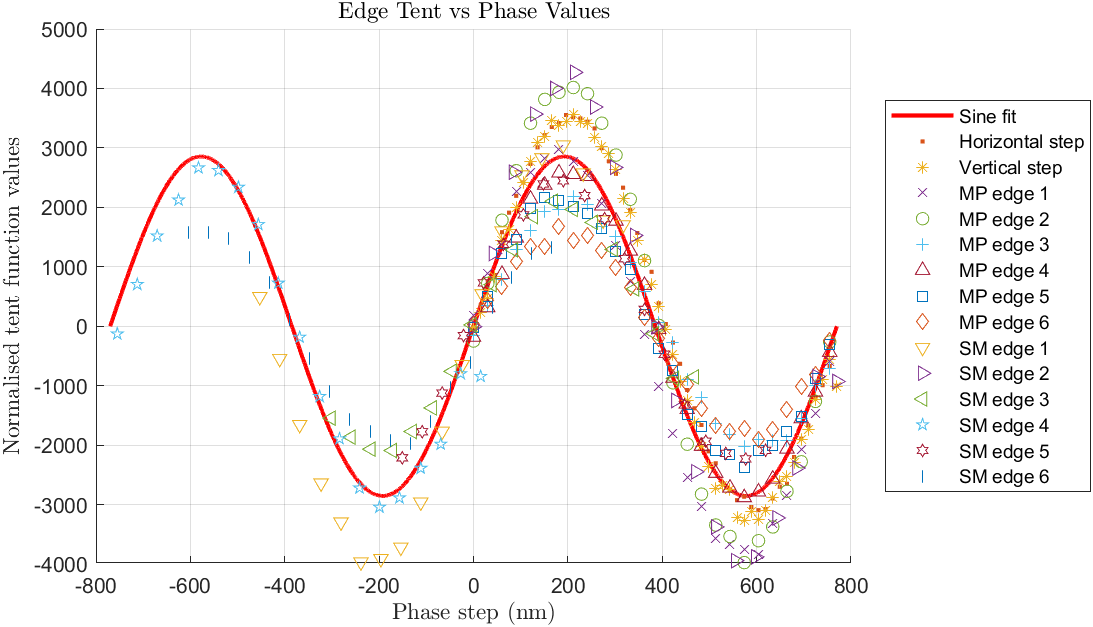 Edge Tent vs Phase Values
Normalised tent function values
5000
4000
3000
2000
1000
0
-1000
-2000
-3000
-4000
-800
-600
-400
-200
0
200
400
600
800
Phase step (nm)
Sine fit
Horizontal step
Vertical step
MP edge 1
MP edge 2
MP edge 3
MP edge 4
MP edge 5
MP edge 6
SM edge 1
SM edge 2
SM edge 3
SM edge 4
SM edge 5
SM edge 6